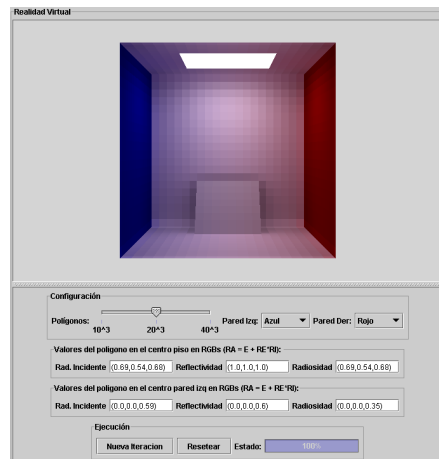 Realidad Virtual
Configuración
Polígonos:
10^3 20^3 40^3
Pared Izq: Azul Pared Der: Rojo
Valores del poligono en el centro piso en RGBs (RA = E + RE*RI):
Rad. Incidente (0.69,0.54,0.68) Reflectividad (1.0,1.0,1.0) Radiosidad (0.69,0.54,0.68)
Valores del poligono en el centro pared izq en RGBs (RA = E + RE*RI):
Rad. Incidente (0.0,0.0,0.59) Reflectividad (0.0,0.0,0.6) Radiosidad (0.0,0.0,0.35)
Ejecución
Nueva Iteracion Resetear Estado: 100%